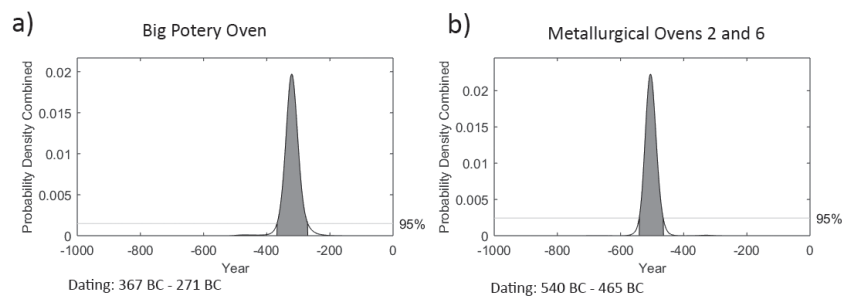 a)
Big Potery Oven
Probability Density Combined
0.02
0.015
0.01
0.005
0
95%
-1000
-800
-600
-400
-200
0
Year
Dating: 367 BC - 271 BC
b)
Metallurgical Ovens 2 and 6
Probability Density Combined
0.02
0.015
0.01
0.005
0
95%
-1000
-800
-600
-400
-200
0
Year
Dating: 540 BC - 465 BC